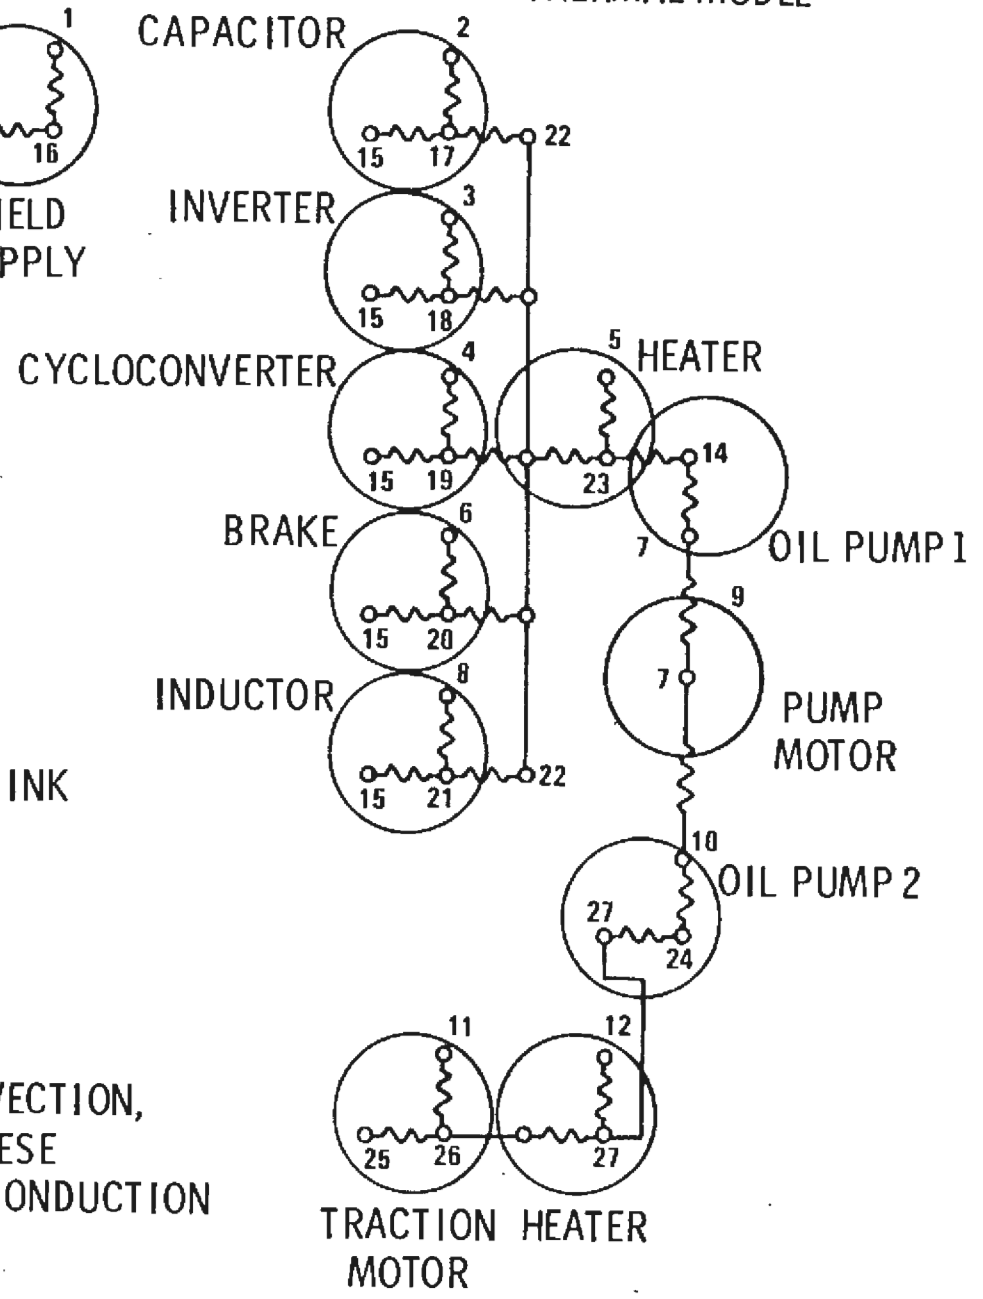 1
16
IELD
PPLY
CAPACITOR
2
15
17
22
INVERTER
3
15
18
CYCLOCONVERTER
4
15
19
5
HEATER
23
14
7
OIL PUMP 1
BRAKE
6
15
20
9
7
PUMP
MOTOR
INDUCTOR
8
15
21
22
INK
10
OIL PUMP 2
27
24
VECTION,
ESE
ONDUCTION
11
25
26
12
27
TRACTION HEATER
MOTOR